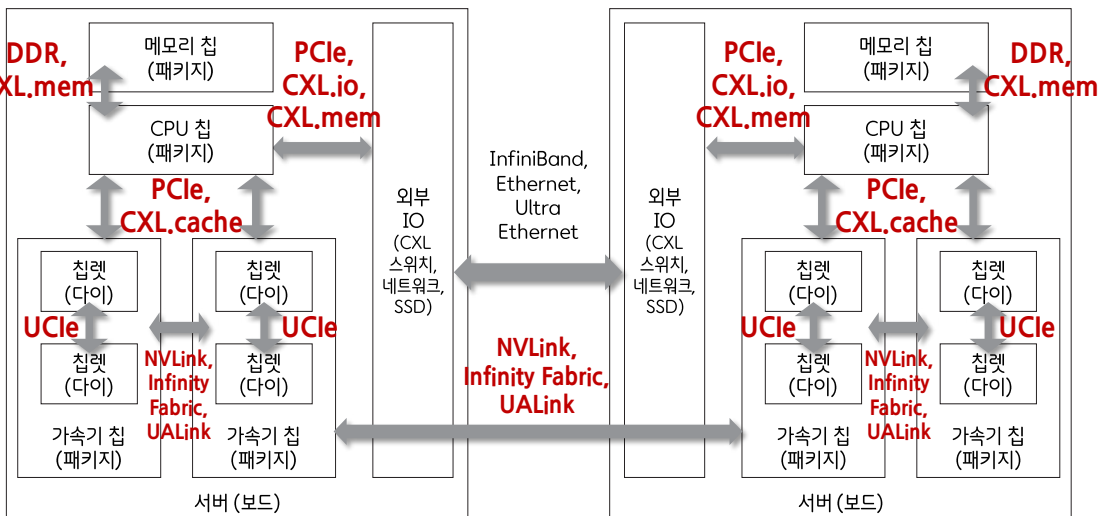 메모리 칩
(패키지)
DDR,
XL.mem
PCIe,
CXL.io,
CXL.mem
CPU 칩
(패키지)
PCIe,
CXL.cache
외부
IO
(CXL
스위치,
네트워크,
SSD)
칩렛
(다이)
UCIe
칩렛
(다이)
가속기 칩
(패키지)
NVLink,
Infinity
Fabric,
UALink
칩렛
(다이)
UCIe
칩렛
(다이)
가속기 칩
(패키지)
서버 (보드)
InfiniBand,
Ethernet,
Ultra
Ethernet
NVLink,
Infinity Fabric,
UALink
메모리 칩
(패키지)
DDR,
CXL.mem
PCIe,
CXL.io,
CXL.mem
CPU 칩
(패키지)
PCIe,
CXL.cache
외부
IO
(CXL
스위치,
네트워크,
SSD)
칩렛
(다이)
UCIe
칩렛
(다이)
가속기 칩
(패키지)
NVLink,
Infinity
Fabric,
UALink
칩렛
(다이)
UCIe
칩렛
(다이)
가속기 칩
(패키지)
서버 (보드)